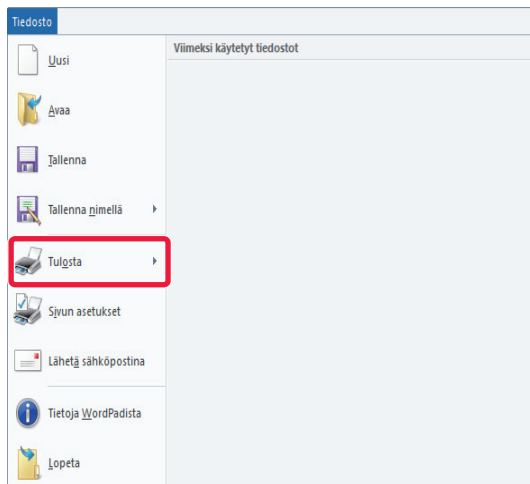 Tiedosto
Viimeksi käytetyt tiedostot
Uusi
Avaa
Tallenna
Tallenna nimellä
Tulosta
Sivun asetukset
Lähetä sähköpostina
Tietoja WordPadista
Lopeta